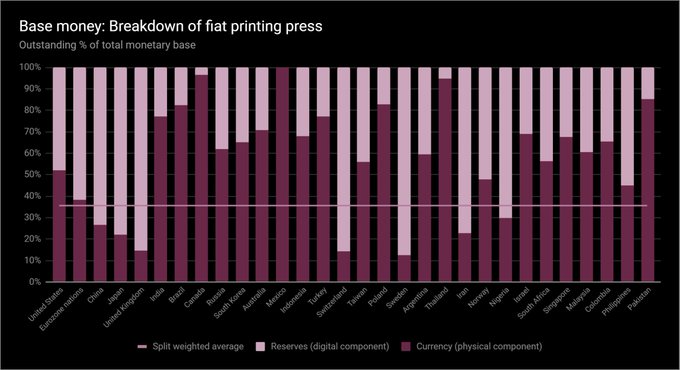 Base money: Breakdown of fiat printing press
Outstanding % of total monetary base
100%
90%
80%
70%
60%
50%
40%
30%
20%
10%
0%
United States
Eurozone nations
China
Japan
United Kingdom
India
Brazil
Canada
Russia
South Korea
Australia
Mexico
Indonesia
Turkey
Switzerland
Taiwan
Poland
Sweden
Argentina
Thailand
Iran
Norway
Nigeria
Israel
South Africa
Singapore
Malaysia
Colombia
Philippines
Pakistan
Split weighted average
Reserves (digital component)
Currency (physical component)